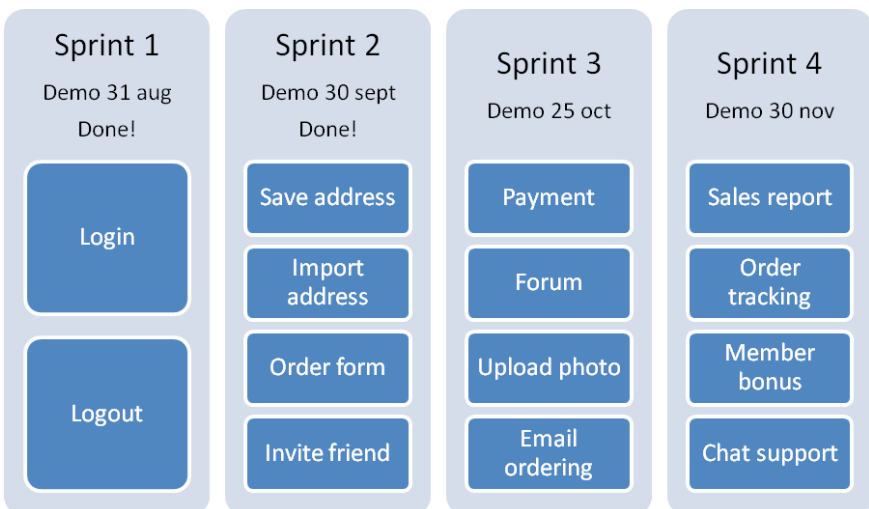 Sprint 1
Demo 31 aug
Done!
Login
Logout
Sprint 2
Demo 30 sept
Done!
Save address
Import
address
Order form
Invite friend
Sprint 3
Demo 25 oct
Payment
Forum
Upload photo
Email
ordering
Sprint 4
Demo 30 nov
Sales report
Order
tracking
Member
bonus
Chat support